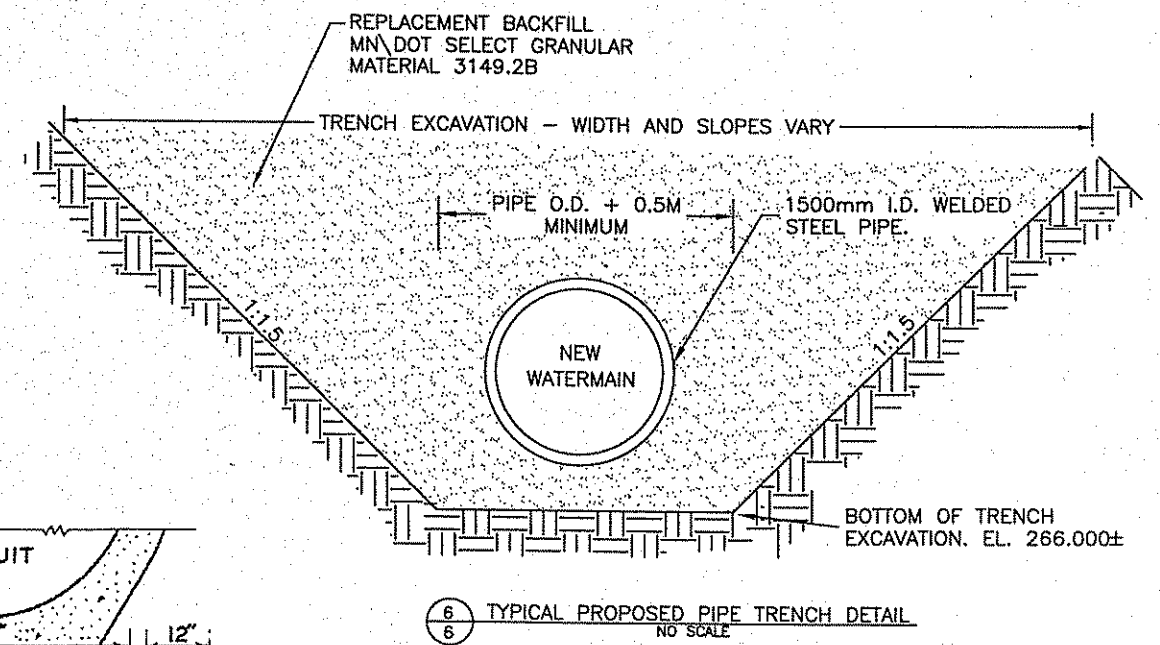 REPLACEMENT BACKFILL
MN\DOT SELECT GRANULAR
MATERIAL 3149.2B
TRENCH EXCAVATION - WIDTH AND SLOPES VARY
PIPE O.D. + 0.5M
MINIMUM
1500mm I.D. WELDED
STEEL PIPE.
1:1.5
1:1.5
NEW
WATERMAIN
BOTTOM OF TRENCH
EXCAVATION. EL. 266.000±
UIT
12"
6
6
TYPICAL PROPOSED PIPE TRENCH DETAIL
NO SCALE